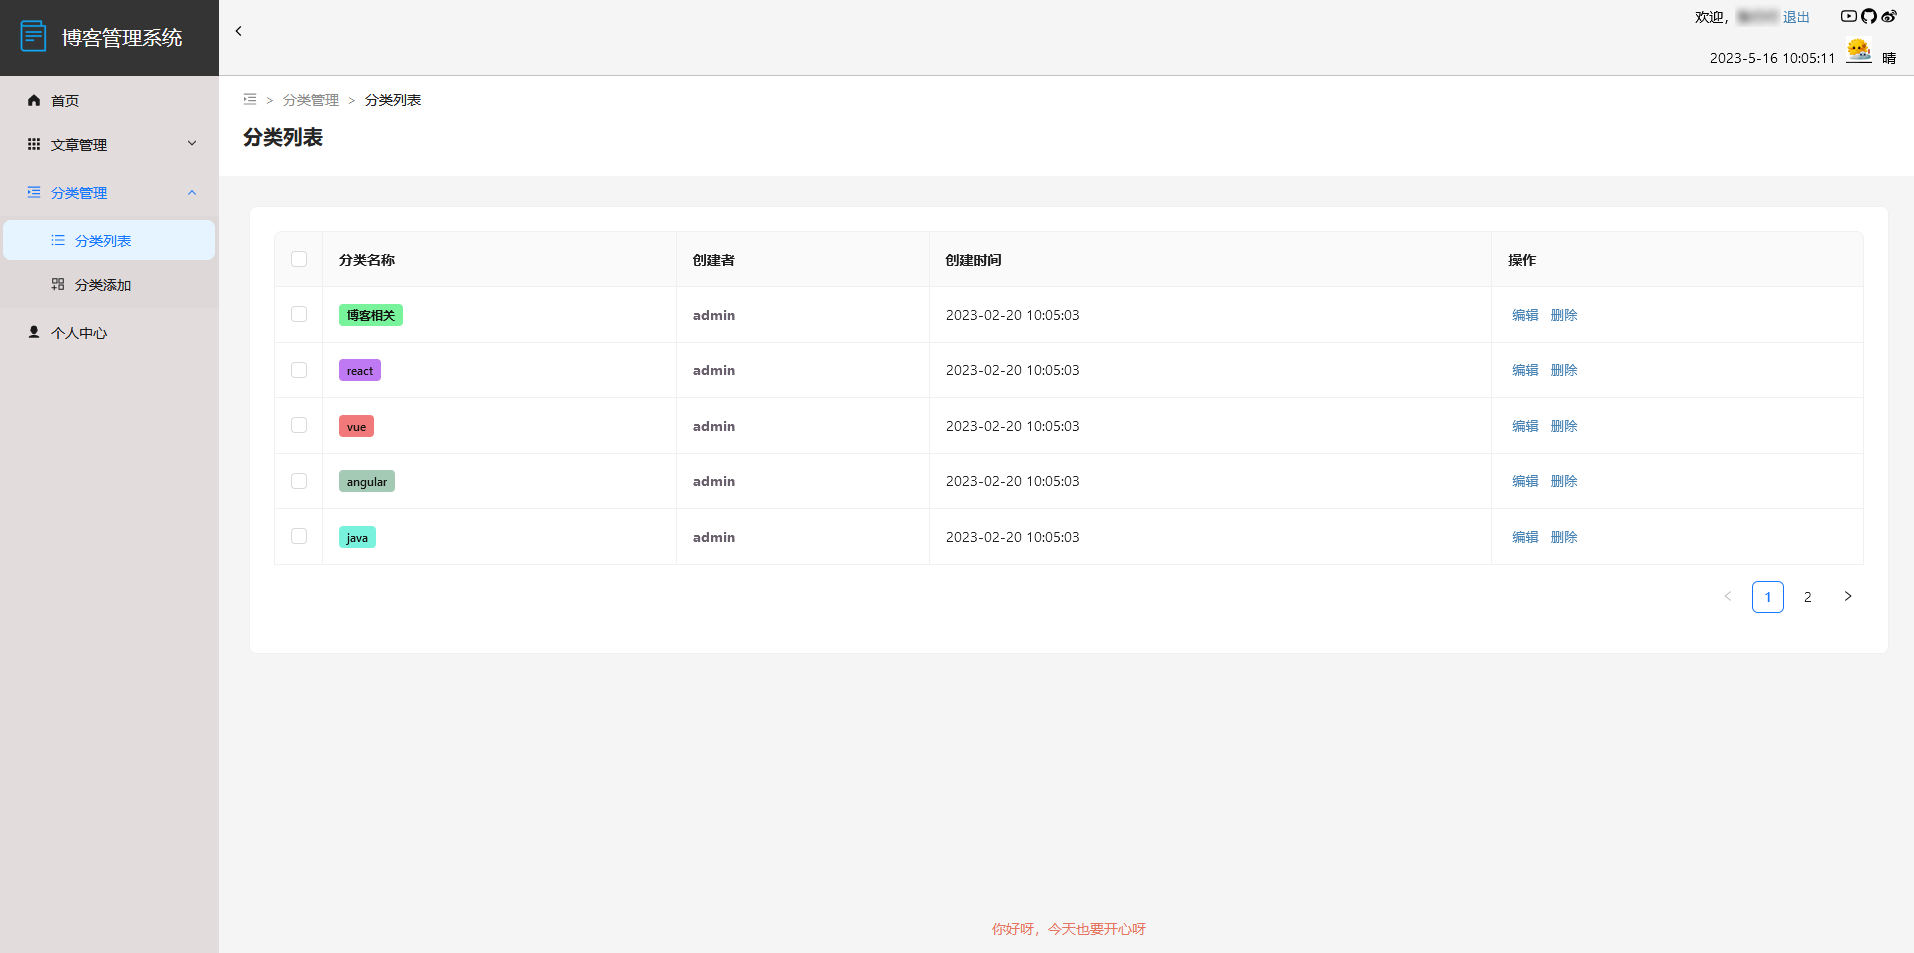 博客管理系统
欢迎， 退出
2023-5-16 10:05:11 晴
首页
文章管理
分类管理
分类列表
分类添加
个人中心
> 分类管理 > 分类列表
分类列表
分类名称 创建者 创建时间 操作
博客相关 admin 2023-02-20 10:05:03 编辑 删除
react admin 2023-02-20 10:05:03 编辑 删除
vue admin 2023-02-20 10:05:03 编辑 删除
angular admin 2023-02-20 10:05:03 编辑 删除
java admin 2023-02-20 10:05:03 编辑 删除
< 1 2 >
你好呀，今天也要开心呀